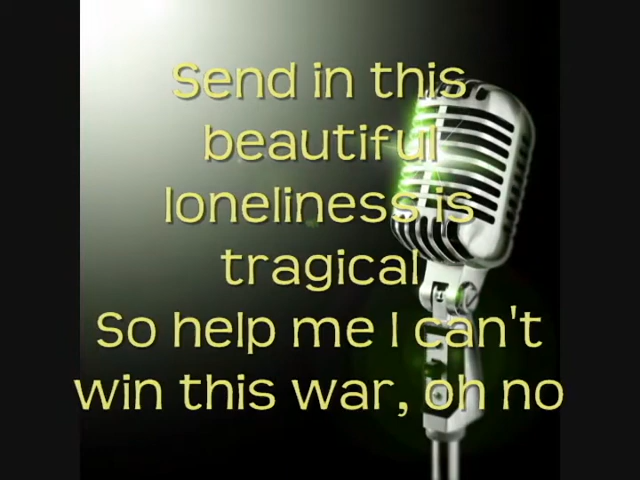 Send in this
beautiful
loneliness is
tragical
So help me I can't
win this war, oh no